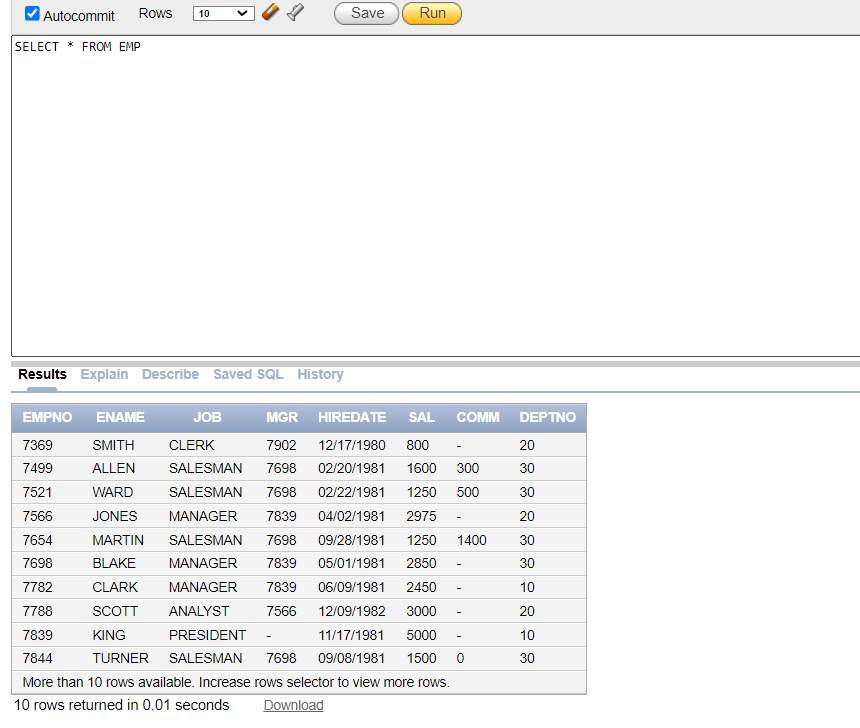 Autocommit Rows 10 Save Run
SELECT * FROM EMP
Results Explain Describe Saved SQL History
EMPNO ENAME JOB MGR HIREDATE SAL COMM DEPTNO
7369 SMITH CLERK 7902 12/17/1980 800 - 20
7499 ALLEN SALESMAN 7698 02/20/1981 1600 300 30
7521 WARD SALESMAN 7698 02/22/1981 1250 500 30
7566 JONES MANAGER 7839 04/02/1981 2975 - 20
7654 MARTIN SALESMAN 7698 09/28/1981 1250 1400 30
7698 BLAKE MANAGER 7839 05/01/1981 2850 - 30
7782 CLARK MANAGER 7839 06/09/1981 2450 - 10
7788 SCOTT ANALYST 7566 12/09/1982 3000 - 20
7839 KING PRESIDENT - 11/17/1981 5000 - 10
7844 TURNER SALESMAN 7698 09/08/1981 1500 0 30
More than 10 rows available. Increase rows selector to view more rows.
10 rows returned in 0.01 seconds Download